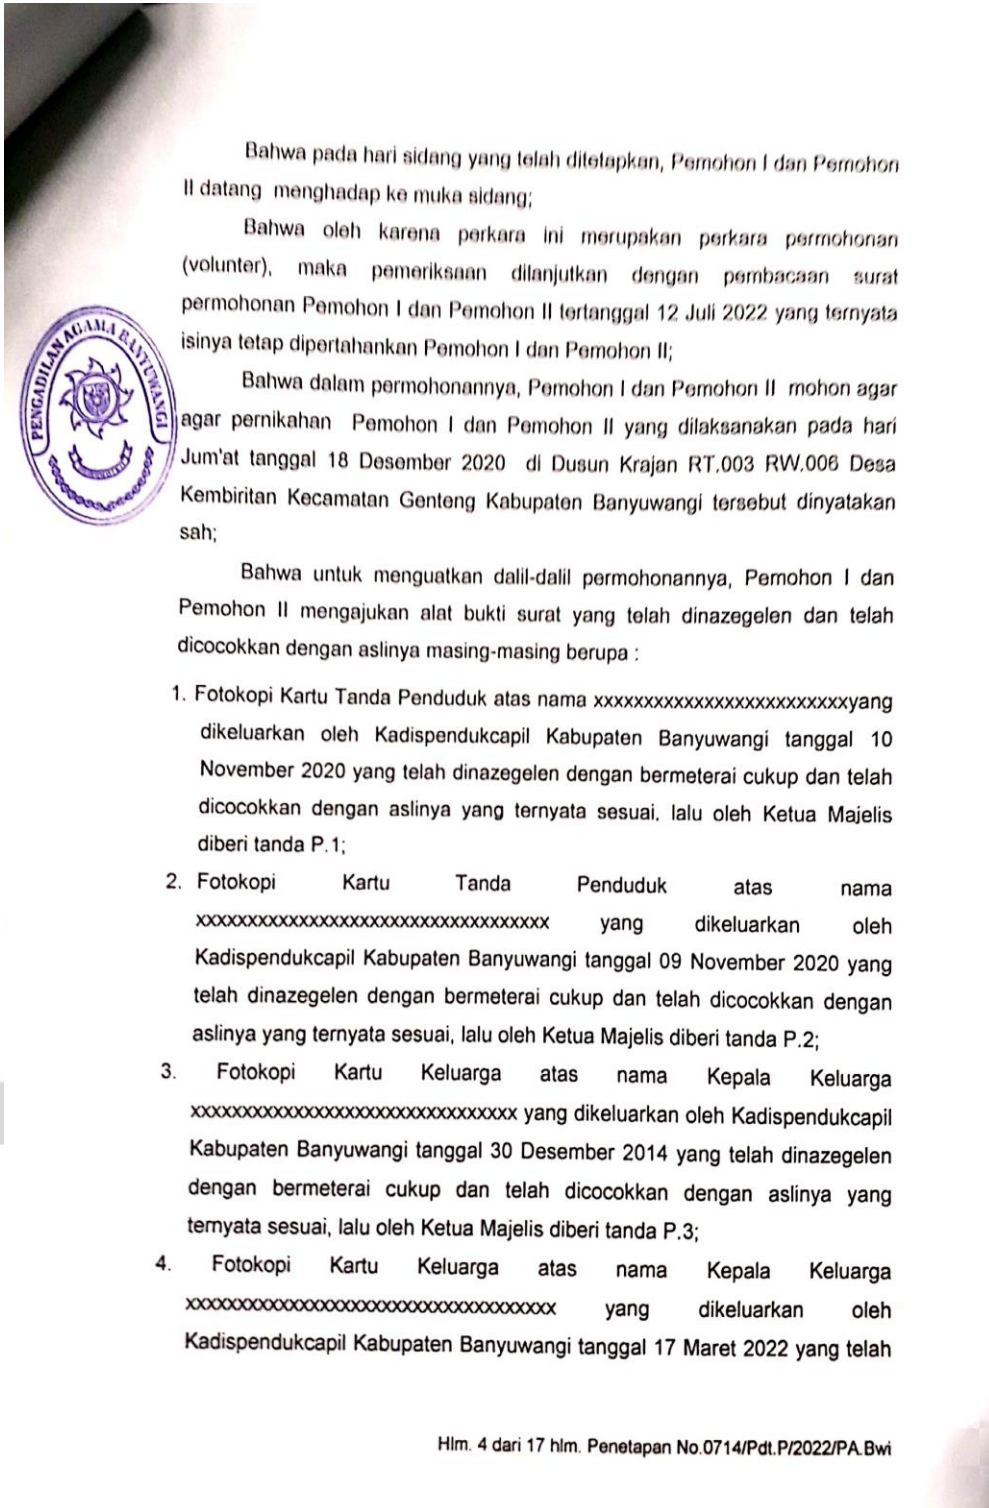 Bahwa pada hari sidang yang telah ditetapkan, Pemohon I dan Pemohon
II datang menghadap ke muka sidang;
Bahwa oleh karena perkara ini merupakan perkara permohonan
(volunter), maka pemeriksaan dilanjutkan dengan pembacaan surat
permohonan Pemohon I dan Pemohon II tertanggal 12 Juli 2022 yang ternyata
isinya tetap dipertahankan Pemohon I dan Pemohon II;
PENGADILAN AGAMA BANYUWANGI
Bahwa dalam permohonannya, Pemohon I dan Pemohon II mohon agar
agar pernikahan Pemohon I dan Pemohon II yang dilaksanakan pada hari
Jum'at tanggal 18 Desember 2020 di Dusun Krajan RT.003 RW.006 Desa
Kembiritan Kecamatan Genteng Kabupaten Banyuwangi tersebut dinyatakan
sah;
Bahwa untuk menguatkan dalil-dalil permohonannya, Pemohon I dan
Pemohon II mengajukan alat bukti surat yang telah dinazegelen dan telah
dicocokkan dengan aslinya masing-masing berupa :
1. Fotokopi Kartu Tanda Penduduk atas nama xxxxxxxxxxxxxxxxxxxxxxxxxyang
dikeluarkan oleh Kadispendukcapil Kabupaten Banyuwangi tanggal 10
November 2020 yang telah dinazegelen dengan bermeterai cukup dan telah
dicocokkan dengan aslinya yang ternyata sesuai. lalu oleh Ketua Majelis
diberi tanda P.1;
2. Fotokopi Kartu Tanda Penduduk atas nama
xxxxxxxxxxxxxxxxxxxxxxxxxxxxxxxxxx yang dikeluarkan oleh
Kadispendukcapil Kabupaten Banyuwangi tanggal 09 November 2020 yang
telah dinazegelen dengan bermeterai cukup dan telah dicocokkan dengan
aslinya yang ternyata sesuai, lalu oleh Ketua Majelis diberi tanda P.2;
3. Fotokopi Kartu Keluarga atas nama Kepala Keluarga
xxxxxxxxxxxxxxxxxxxxxxxxxxxxxxxx yang dikeluarkan oleh Kadispendukcapil
Kabupaten Banyuwangi tanggal 30 Desember 2014 yang telah dinazegelen
dengan bermeterai cukup dan telah dicocokkan dengan aslinya yang
ternyata sesuai, lalu oleh Ketua Majelis diberi tanda P.3;
4. Fotokopi Kartu Keluarga atas nama Kepala Keluarga
xxxxxxxxxxxxxxxxxxxxxxxxxxxxxxxxxxxx yang dikeluarkan oleh
Kadispendukcapil Kabupaten Banyuwangi tanggal 17 Maret 2022 yang telah
Hlm. 4 dari 17 hlm. Penetapan No.0714/Pdt.P/2022/PA.Bwi